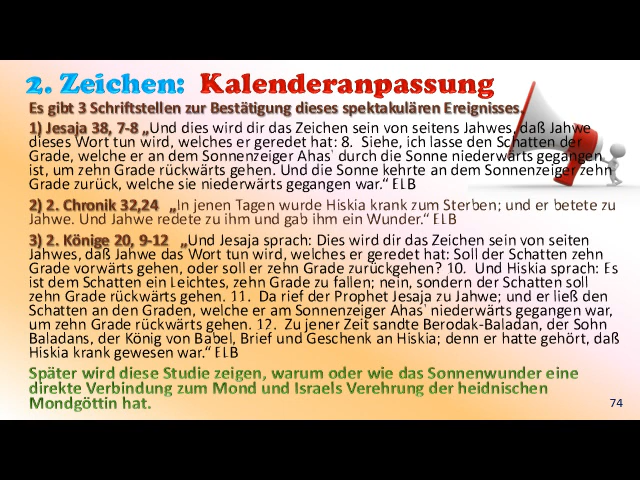 2. Zeichen: Kalenderanpassung
Es gibt 3 Schriftstellen zur Bestätigung dieses spektakulären Ereignisses.
1) Jesaja 38, 7-8 „Und dies wird dir das Zeichen sein von seitens Jahwes, daß Jahwe
dieses Wort tun wird, welches er geredet hat: 8. Siehe, ich lasse den Schatten der
Grade, welche er an dem Sonnenzeiger Ahas` durch die Sonne niederwärts gegangen
ist, um zehn Grade rückwärts gehen. Und die Sonne kehrte an dem Sonnenzeiger zehn
Grade zurück, welche sie niederwärts gegangen war.“ ELB
2) 2. Chronik 32,24 „In jenen Tagen wurde Hiskia krank zum Sterben; und er betete zu
Jahwe. Und Jahwe redete zu ihm und gab ihm ein Wunder.“ ELB
3) 2. Könige 20, 9-12 „Und Jesaja sprach: Dies wird dir das Zeichen sein von seiten
Jahwes, daß Jahwe das Wort tun wird, welches er geredet hat: Soll der Schatten zehn
Grade vorwärts gehen, oder soll er zehn Grade zurückgehen? 10. Und Hiskia sprach: Es
ist dem Schatten ein Leichtes, zehn Grade zu fallen; nein, sondern der Schatten soll
zehn Grade rückwärts gehen. 11. Da rief der Prophet Jesaja zu Jahwe; und er ließ den
Schatten an den Graden, welche er am Sonnenzeiger Ahas` niederwärts gegangen war,
um zehn Grade rückwärts gehen. 12. Zu jener Zeit sandte Berodak-Baladan, der Sohn
Baladans, der König von Babel, Brief und Geschenk an Hiskia; denn er hatte gehört, daß
Hiskia krank gewesen war.“ ELB
Später wird diese Studie zeigen, warum oder wie das Sonnenwunder eine
direkte Verbindung zum Mond und Israels Verehrung der heidnischen
Mondgöttin hat.
74